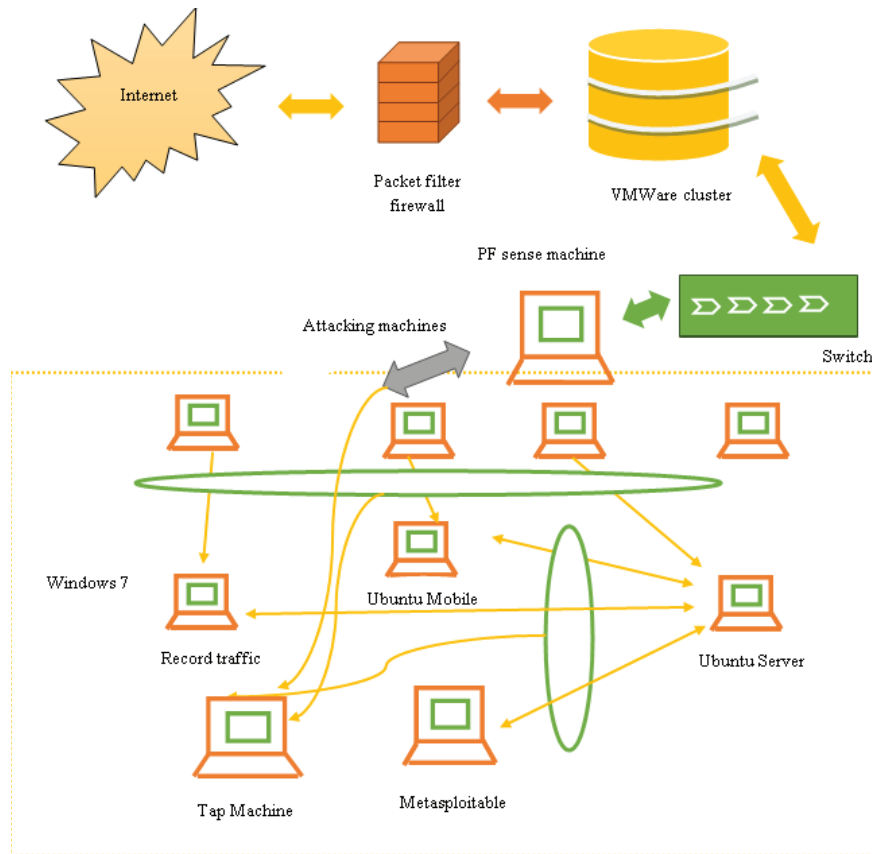 Internet
Packet filter
firewall
VMWare cluster
PF sense machine
Attacking machines
Switch
Windows 7
Ubuntu Mobile
Record traffic
Ubuntu Server
Tap Machine
Metasploitable